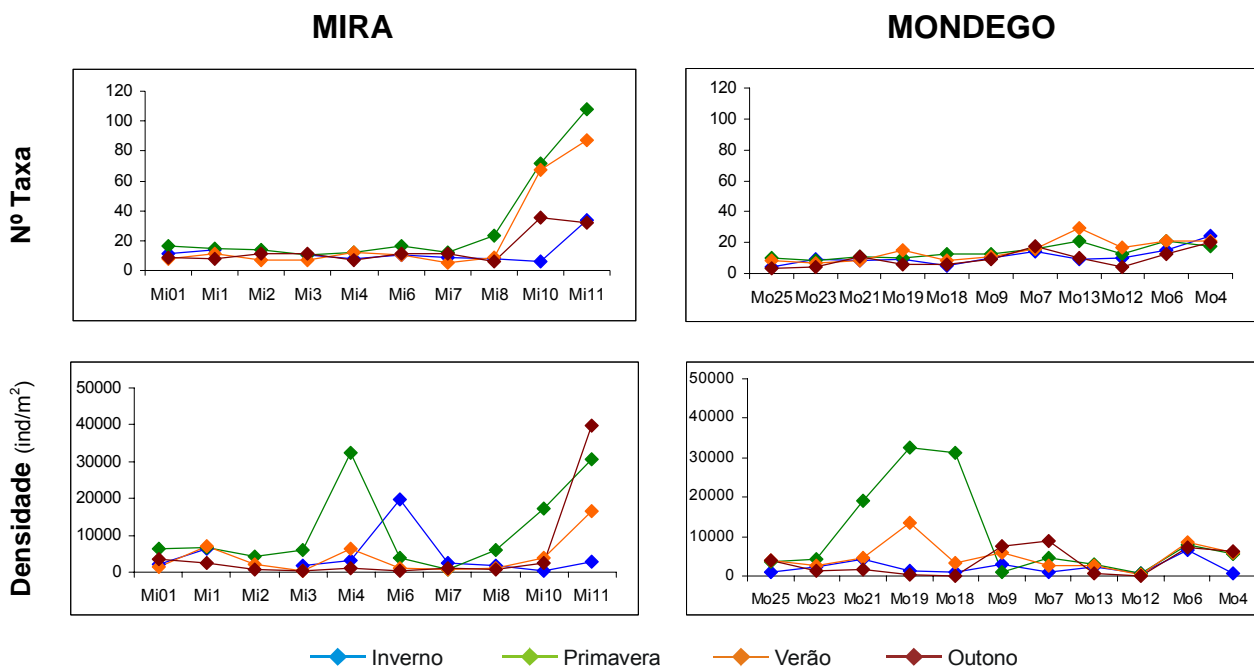 MIRA
MONDEGO
Nº Taxa
120
100
80
60
40
20
0
Mi01 Mi1 Mi2 Mi3 Mi4 Mi6 Mi7 Mi8 Mi10 Mi11
120
100
80
60
40
20
0
Mo25 Mo23 Mo21 Mo19 Mo18 Mo9 Mo7 Mo13 Mo12 Mo6 Mo4
Densidade (ind/m²)
50000
40000
30000
20000
10000
0
Mi01 Mi1 Mi2 Mi3 Mi4 Mi6 Mi7 Mi8 Mi10 Mi11
50000
40000
30000
20000
10000
0
Mo25 Mo23 Mo21 Mo19 Mo18 Mo9 Mo7 Mo13 Mo12 Mo6 Mo4
Inverno Primavera Verão Outono